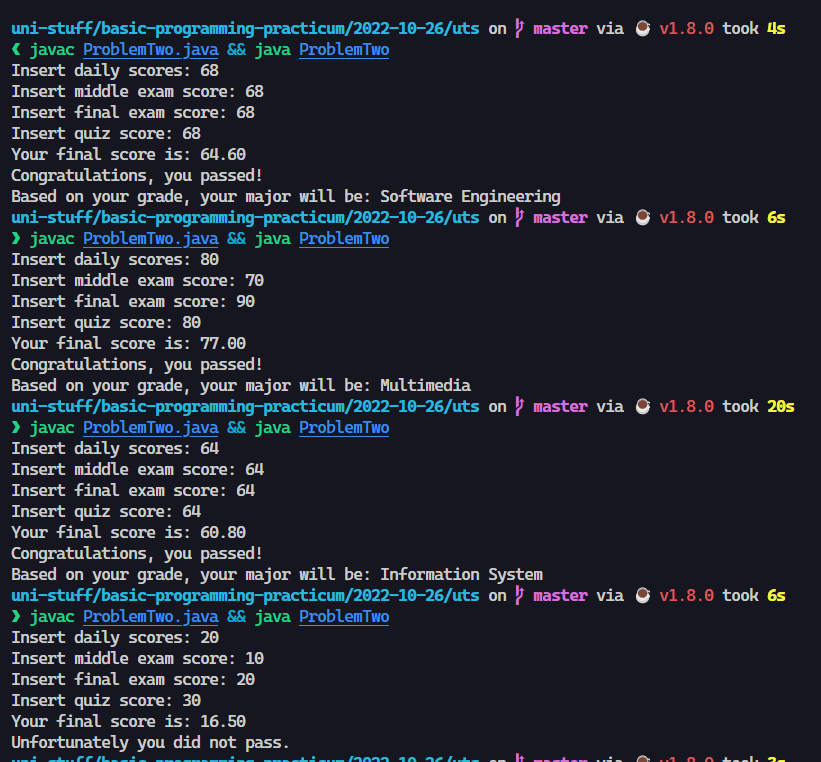 uni-stuff/basic-programming-practicum/2022-10-26/uts on master via v1.8.0 took 4s
❮ javac ProblemTwo.java && java ProblemTwo
Insert daily scores: 68
Insert middle exam score: 68
Insert final exam score: 68
Insert quiz score: 68
Your final score is: 64.60
Congratulations, you passed!
Based on your grade, your major will be: Software Engineering
uni-stuff/basic-programming-practicum/2022-10-26/uts on master via v1.8.0 took 6s
❯ javac ProblemTwo.java && java ProblemTwo
Insert daily scores: 80
Insert middle exam score: 70
Insert final exam score: 90
Insert quiz score: 80
Your final score is: 77.00
Congratulations, you passed!
Based on your grade, your major will be: Multimedia
uni-stuff/basic-programming-practicum/2022-10-26/uts on master via v1.8.0 took 20s
❯ javac ProblemTwo.java && java ProblemTwo
Insert daily scores: 64
Insert middle exam score: 64
Insert final exam score: 64
Insert quiz score: 64
Your final score is: 60.80
Congratulations, you passed!
Based on your grade, your major will be: Information System
uni-stuff/basic-programming-practicum/2022-10-26/uts on master via v1.8.0 took 6s
❯ javac ProblemTwo.java && java ProblemTwo
Insert daily scores: 20
Insert middle exam score: 10
Insert final exam score: 20
Insert quiz score: 30
Your final score is: 16.50
Unfortunately you did not pass.